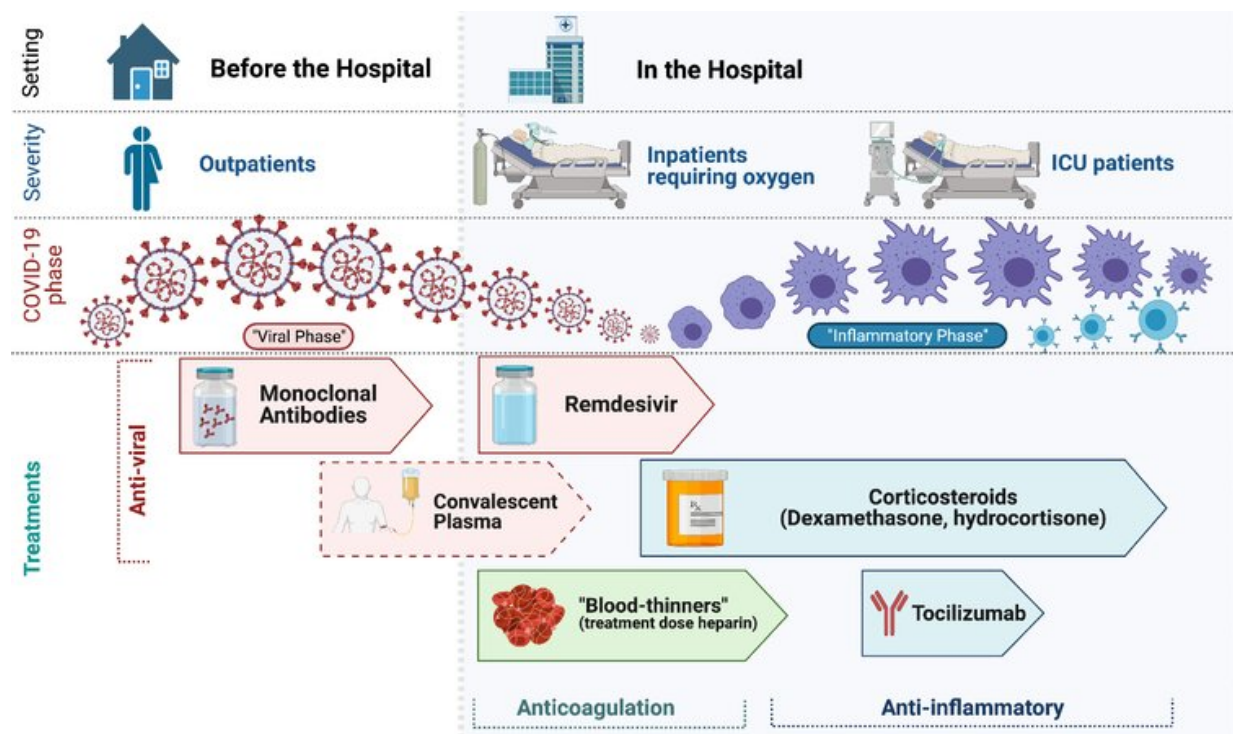 Setting
Before the Hospital
In the Hospital
Severity
Outpatients
Inpatients
requiring oxygen
ICU patients
COVID-19
phase
"Viral Phase"
"Inflammatory Phase"
Treatments
Anti-viral
Monoclonal
Antibodies
Remdesivir
Convalescent
Plasma
Rx
Corticosteroids
(Dexamethasone, hydrocortisone)
"Blood-thinners"
(treatment dose heparin)
Tocilizumab
Anticoagulation
Anti-inflammatory